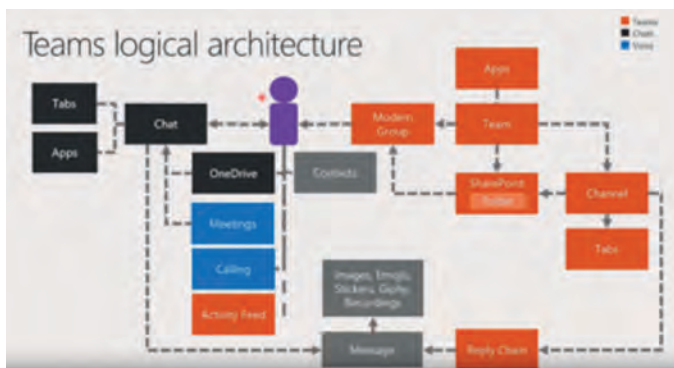 Teams logical architecture
Teams
Chat
Voice
Apps
Tabs
Chat
Apps
Modern
Group
Team
OneDrive
Contacts
SharePoint
Folder
Channel
Meetings
Tabs
Calling
Images, Emojis,
Stickers, Giphy,
Recordings
Activity Feed
Message
Reply Chain